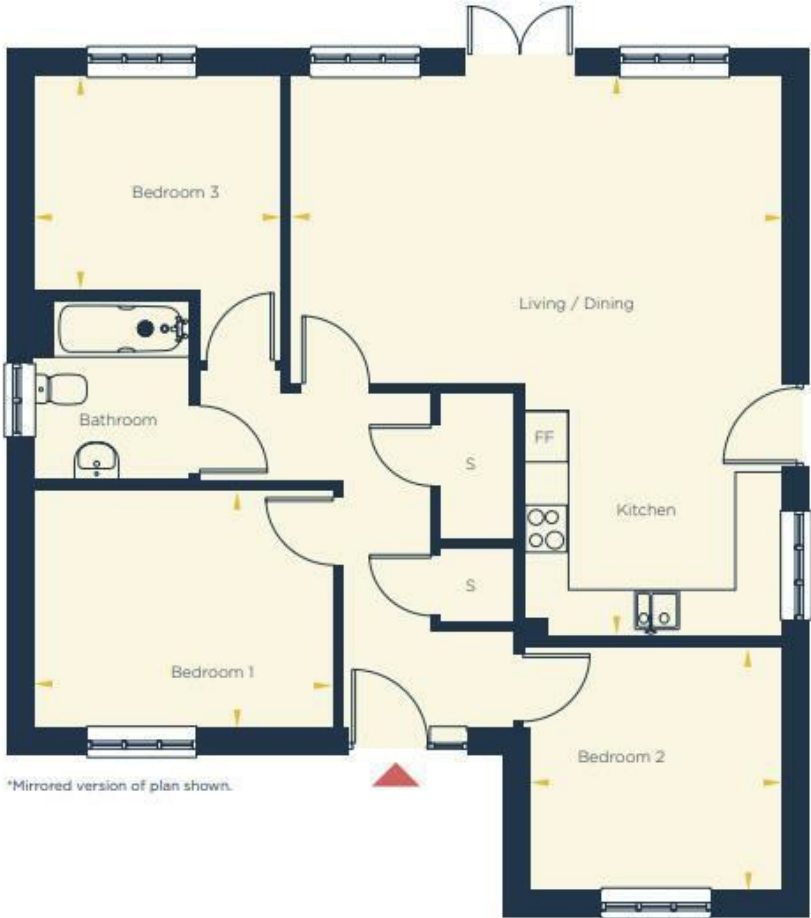 Bedroom 3
Living / Dining
Bathroom
FF
S
Kitchen
S
Bedroom 1
Bedroom 2
*Mirrored version of plan shown.